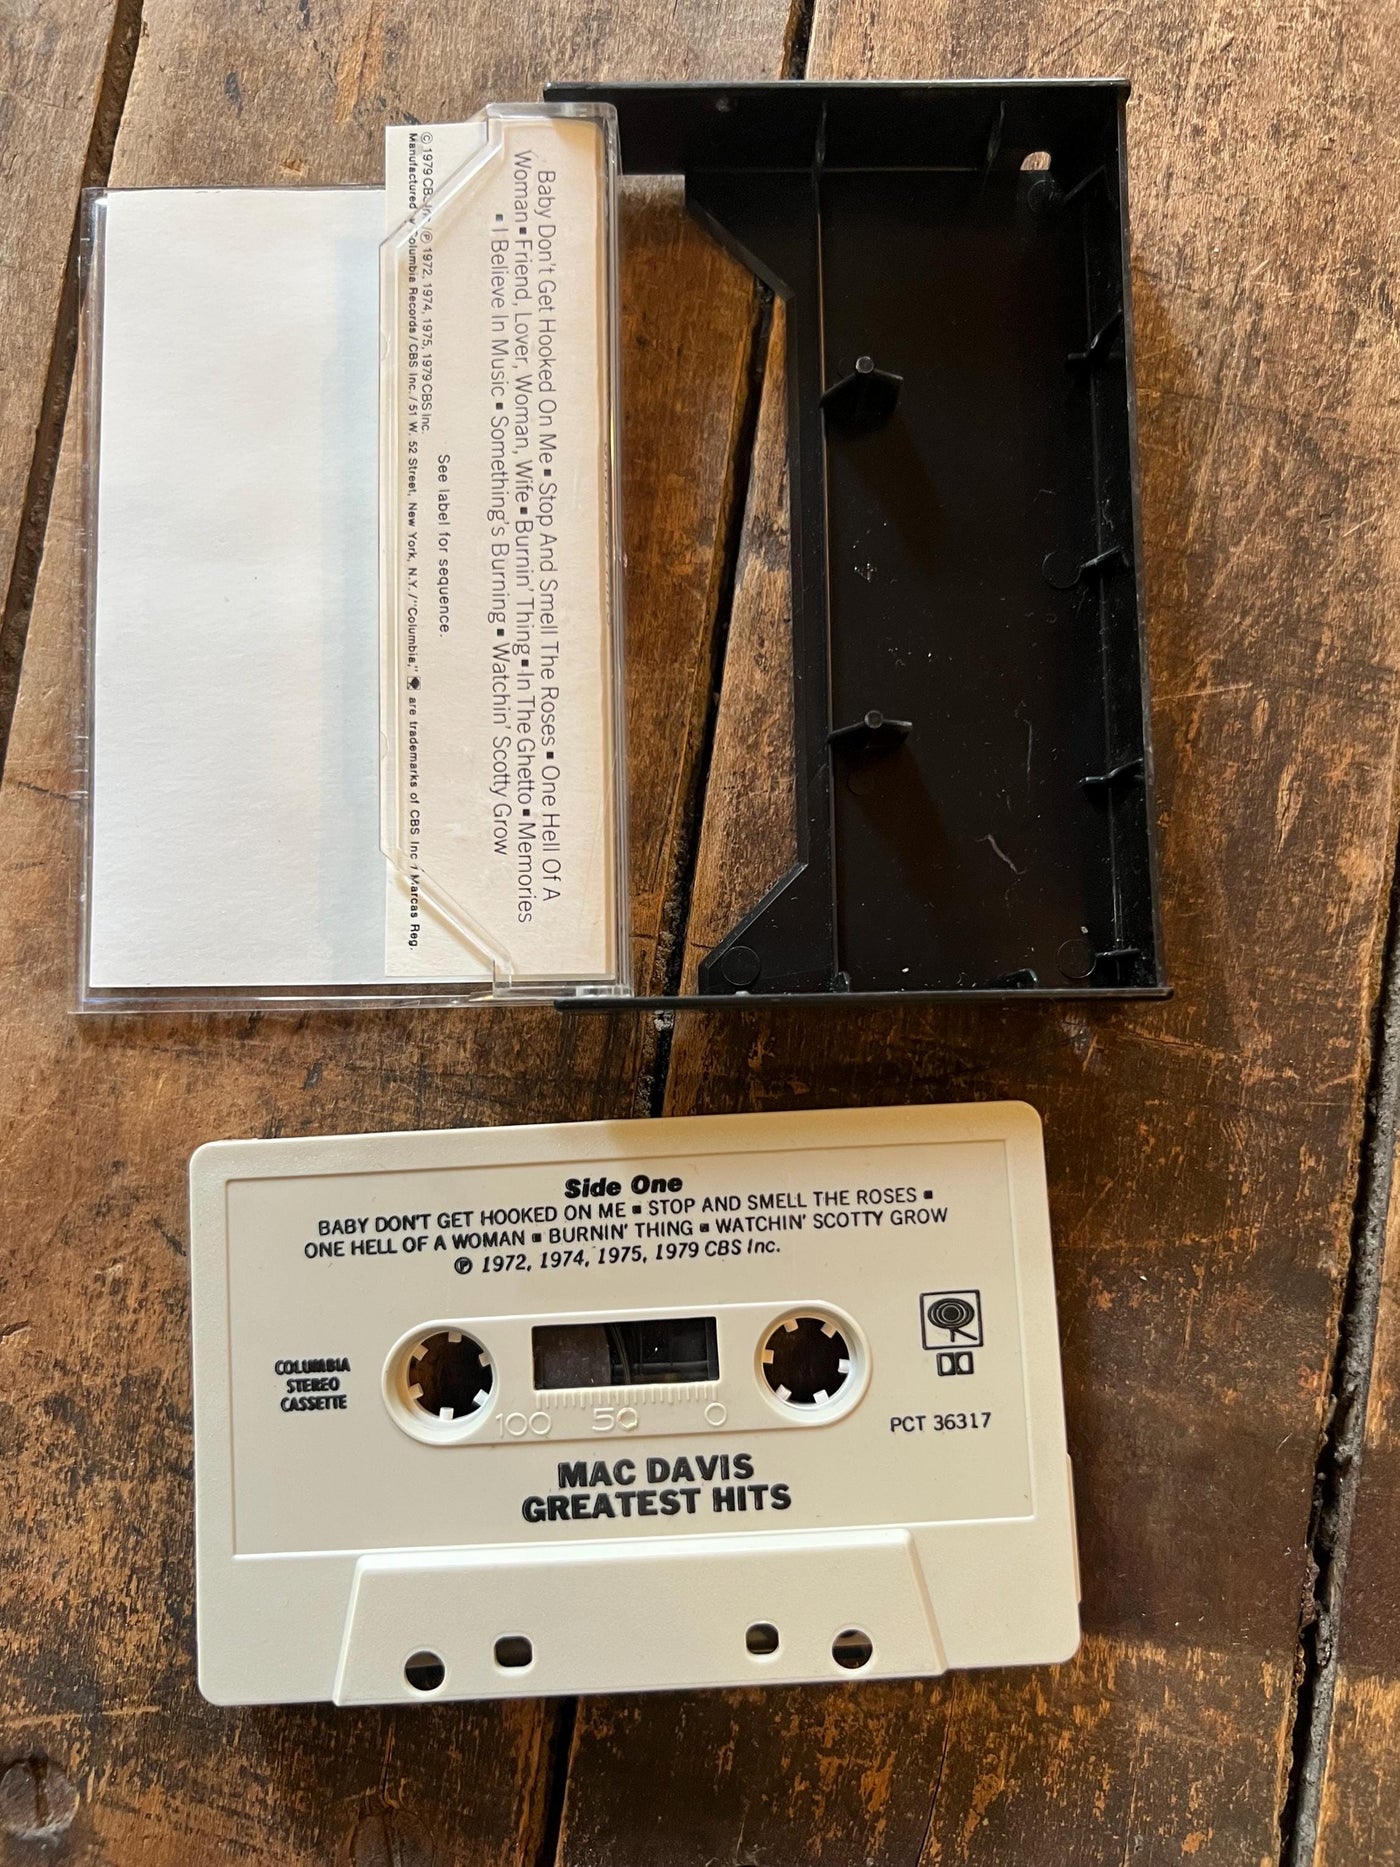 Baby Don't Get Hooked On Me ▪ Stop And Smell The Roses ▪ One Hell Of A
Woman ▪ Friend, Lover, Woman, Wife ▪ Burnin' Thing ▪ In The Ghetto ▪ Memories
▪ I Believe In Music ▪ Something's Burning ▪ Watchin' Scotty Grow
See label for sequence.
© 1979 CBS Inc./℗ 1972, 1974, 1975, 1979 CBS Inc.
Manufactured by Columbia Records/CBS Inc./51 W. 52 Street, New York, N.Y./"Columbia," are trademarks of CBS Inc / Marcas Reg.
Side One
BABY DON'T GET HOOKED ON ME ▪ STOP AND SMELL THE ROSES ▪
ONE HELL OF A WOMAN ▪ BURNIN' THING ▪ WATCHIN' SCOTTY GROW
℗ 1972, 1974, 1975, 1979 CBS Inc.
COLUMBIA
STEREO
CASSETTE
100 50 0
PCT 36317
MAC DAVIS
GREATEST HITS